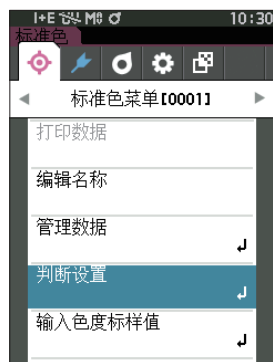 I+E M0 10:30
标准色
标准色菜单[0001]
打印数据
编辑名称
管理数据
判断设置
输入色度标样值